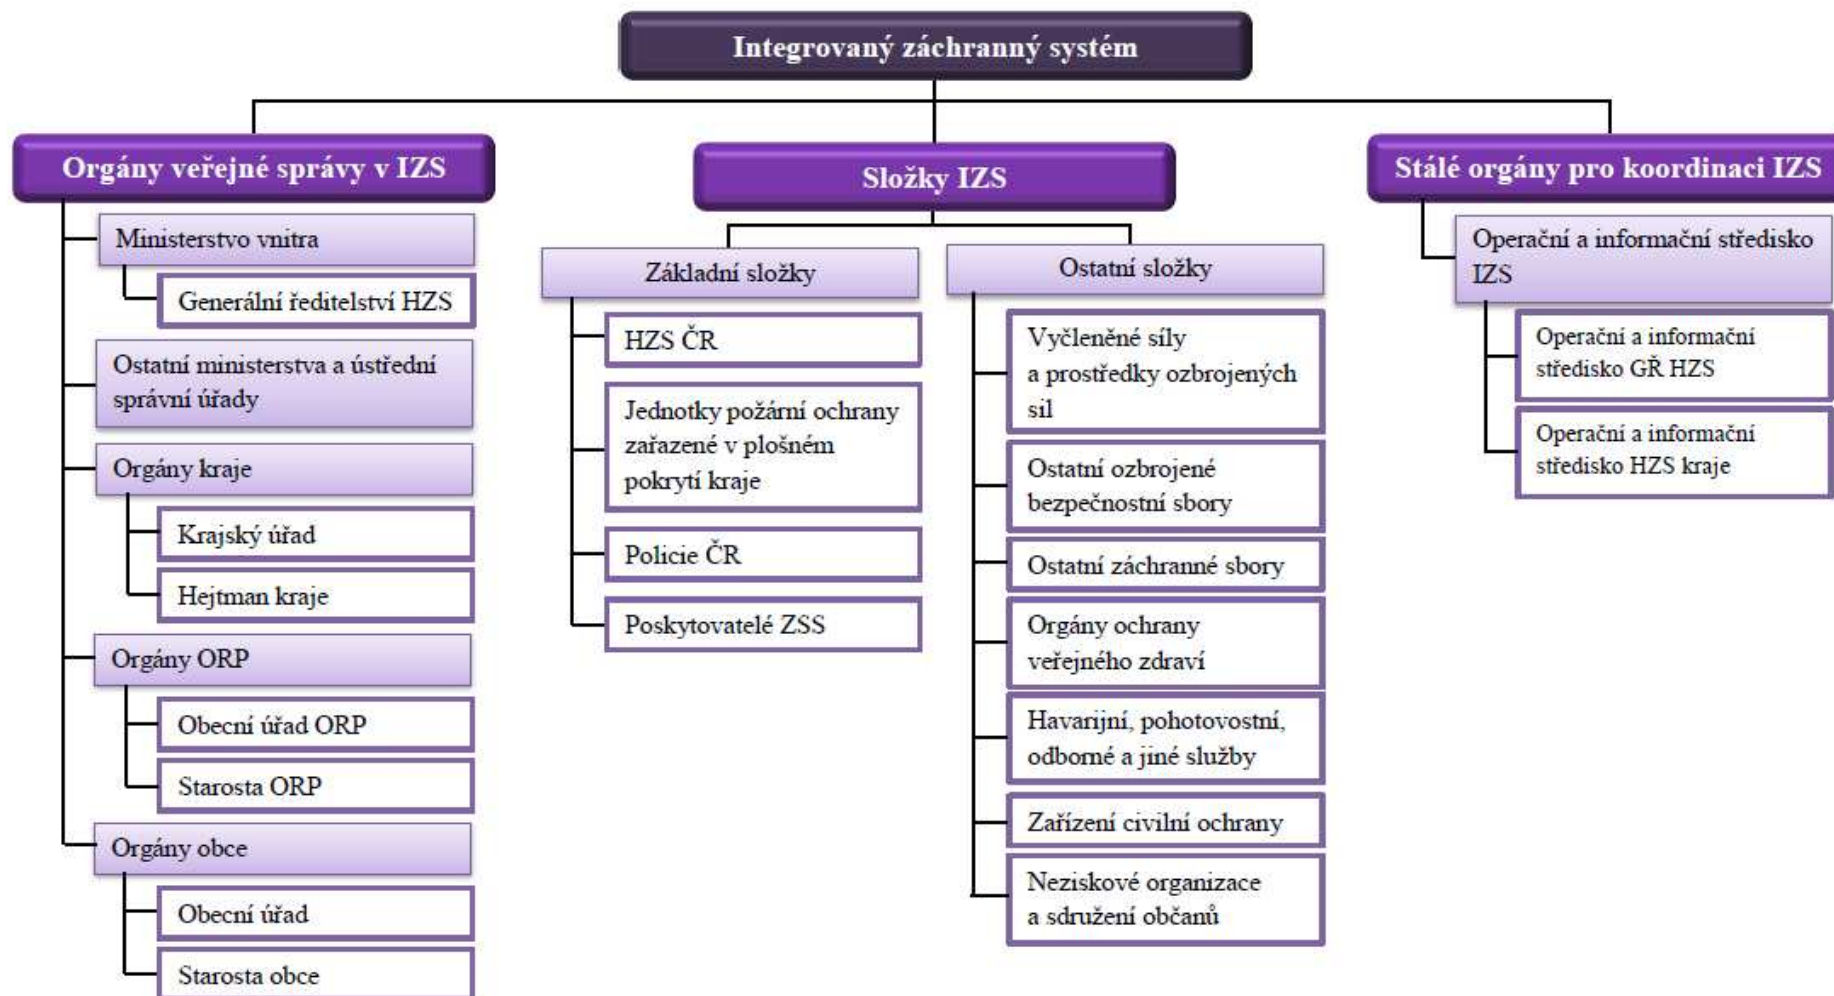 Integrovaný záchranný systém
Orgány veřejné správy v IZS
Ministerstvo vnitra
Generální ředitelství HZS
Ostatní ministerstva a ústřední
správní úřady
Orgány kraje
Krajský úřad
Hejtman kraje
Orgány ORP
Obecní úřad ORP
Starosta ORP
Orgány obce
Obecní úřad
Starosta obce
Složky IZS
Základní složky
HZS ČR
Jednotky požární ochrany
zařazené v plošném
pokrytí kraje
Policie ČR
Poskytovatelé ZSS
Ostatní složky
Vyčleněné síly
a prostředky ozbrojených
sil
Ostatní ozbrojené
bezpečnostní sbory
Ostatní záchranné sbory
Orgány ochrany
veřejného zdraví
Havarijní, pohotovostní,
odborné a jiné služby
Zařízení civilní ochrany
Neziskové organizace
a sdružení občanů
Stálé orgány pro koordinaci IZS
Operační a informační středisko
IZS
Operační a informační
středisko GŘ HZS
Operační a informační
středisko HZS kraje